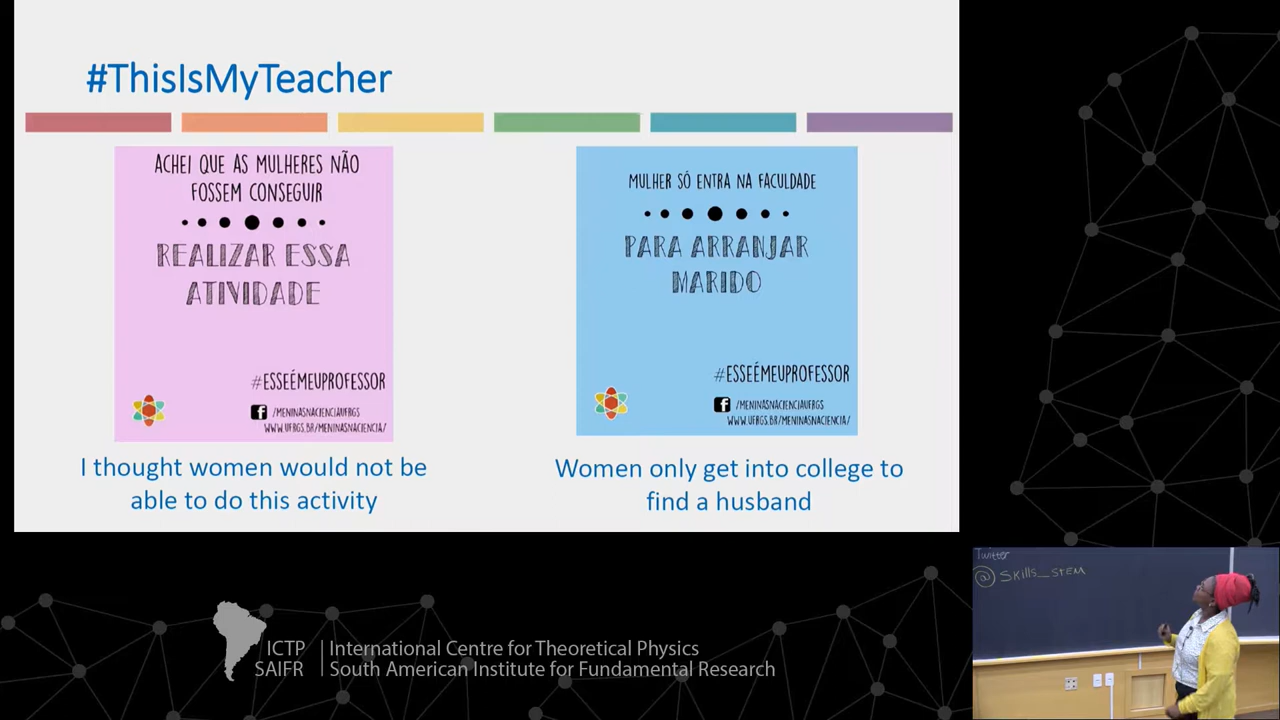 #ThisIsMyTeacher
ACHEI QUE AS MULHERES NÃO
FOSSEM CONSEGUIR
REALIZAR ESSA
ATIVIDADE
#ESSEÉMEUPROFESSOR
/MENINASNACIENCIAUFRGS
WWW.UFRGS.BR/MENINASNACIENCIA/
I thought women would not be
able to do this activity
MULHER SÓ ENTRA NA FACULDADE
PARA ARRANJAR
MARIDO
#ESSEÉMEUPROFESSOR
/MENINASNACIENCIAUFRGS
WWW.UFRGS.BR/MENINASNACIENCIA/
Women only get into college to
find a husband
Twitter
@ Skills_STEM
ICTP
SAIFR
International Centre for Theoretical Physics
South American Institute for Fundamental Research